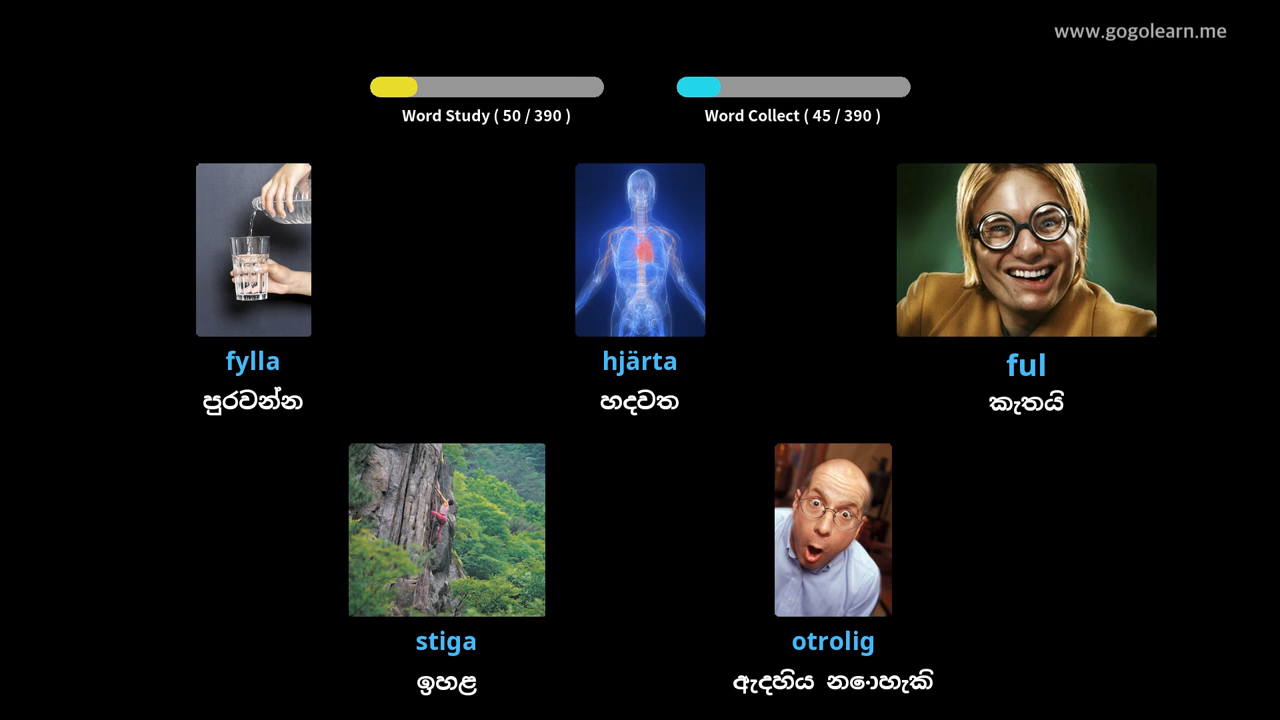 www.gogolearn.me
Word Study ( 50 / 390 )
Word Collect ( 45 / 390 )
fylla
hjärta
ful
පුරවන්න
හදවත
කැතයි
stiga
otrolig
ඉහළ
ඇදහිය නොහැකි